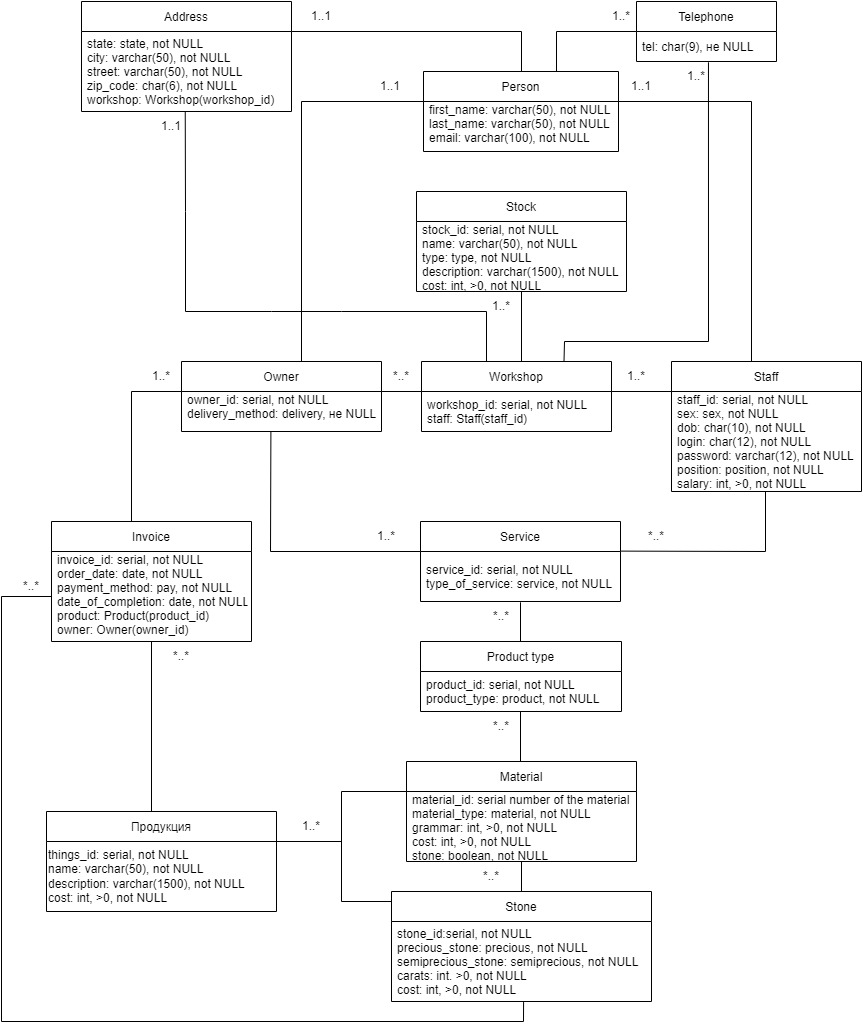 Address
state: state, not NULL
city: varchar(50), not NULL
street: varchar(50), not NULL
zip_code: char(6), not NULL
workshop: Workshop(workshop_id)
1..1
1..*
Telephone
tel: char(9), не NULL
1..*
1..1
Person
first_name: varchar(50), not NULL
last_name: varchar(50), not NULL
email: varchar(100), not NULL
1..1
1..1
Stock
stock_id: serial, not NULL
name: varchar(50), not NULL
type: type, not NULL
description: varchar(1500), not NULL
cost: int, >0, not NULL
1..*
1..*
Owner
owner_id: serial, not NULL
delivery_method: delivery, не NULL
*..*
Workshop
workshop_id: serial, not NULL
staff: Staff(staff_id)
1..*
Staff
staff_id: serial, not NULL
sex: sex, not NULL
dob: char(10), not NULL
login: char(12), not NULL
password: varchar(12), not NULL
position: position, not NULL
salary: int, >0, not NULL
Invoice
invoice_id: serial, not NULL
order_date: date, not NULL
payment_method: pay, not NULL
date_of_completion: date, not NULL
product: Product(product_id)
owner: Owner(owner_id)
*..*
*..*
1..*
Service
service_id: serial, not NULL
type_of_service: service, not NULL
*..*
*..*
Product type
product_id: serial, not NULL
product_type: product, not NULL
*..*
Material
material_id: serial number of the material
material_type: material, not NULL
grammar: int, >0, not NULL
cost: int, >0, not NULL
stone: boolean, not NULL
*..*
Продукция
things_id: serial, not NULL
name: varchar(50), not NULL
description: varchar(1500), not NULL
cost: int, >0, not NULL
1..*
Stone
stone_id:serial, not NULL
precious_stone: precious, not NULL
semiprecious_stone: semiprecious, not NULL
carats: int. >0, not NULL
cost: int, >0, not NULL